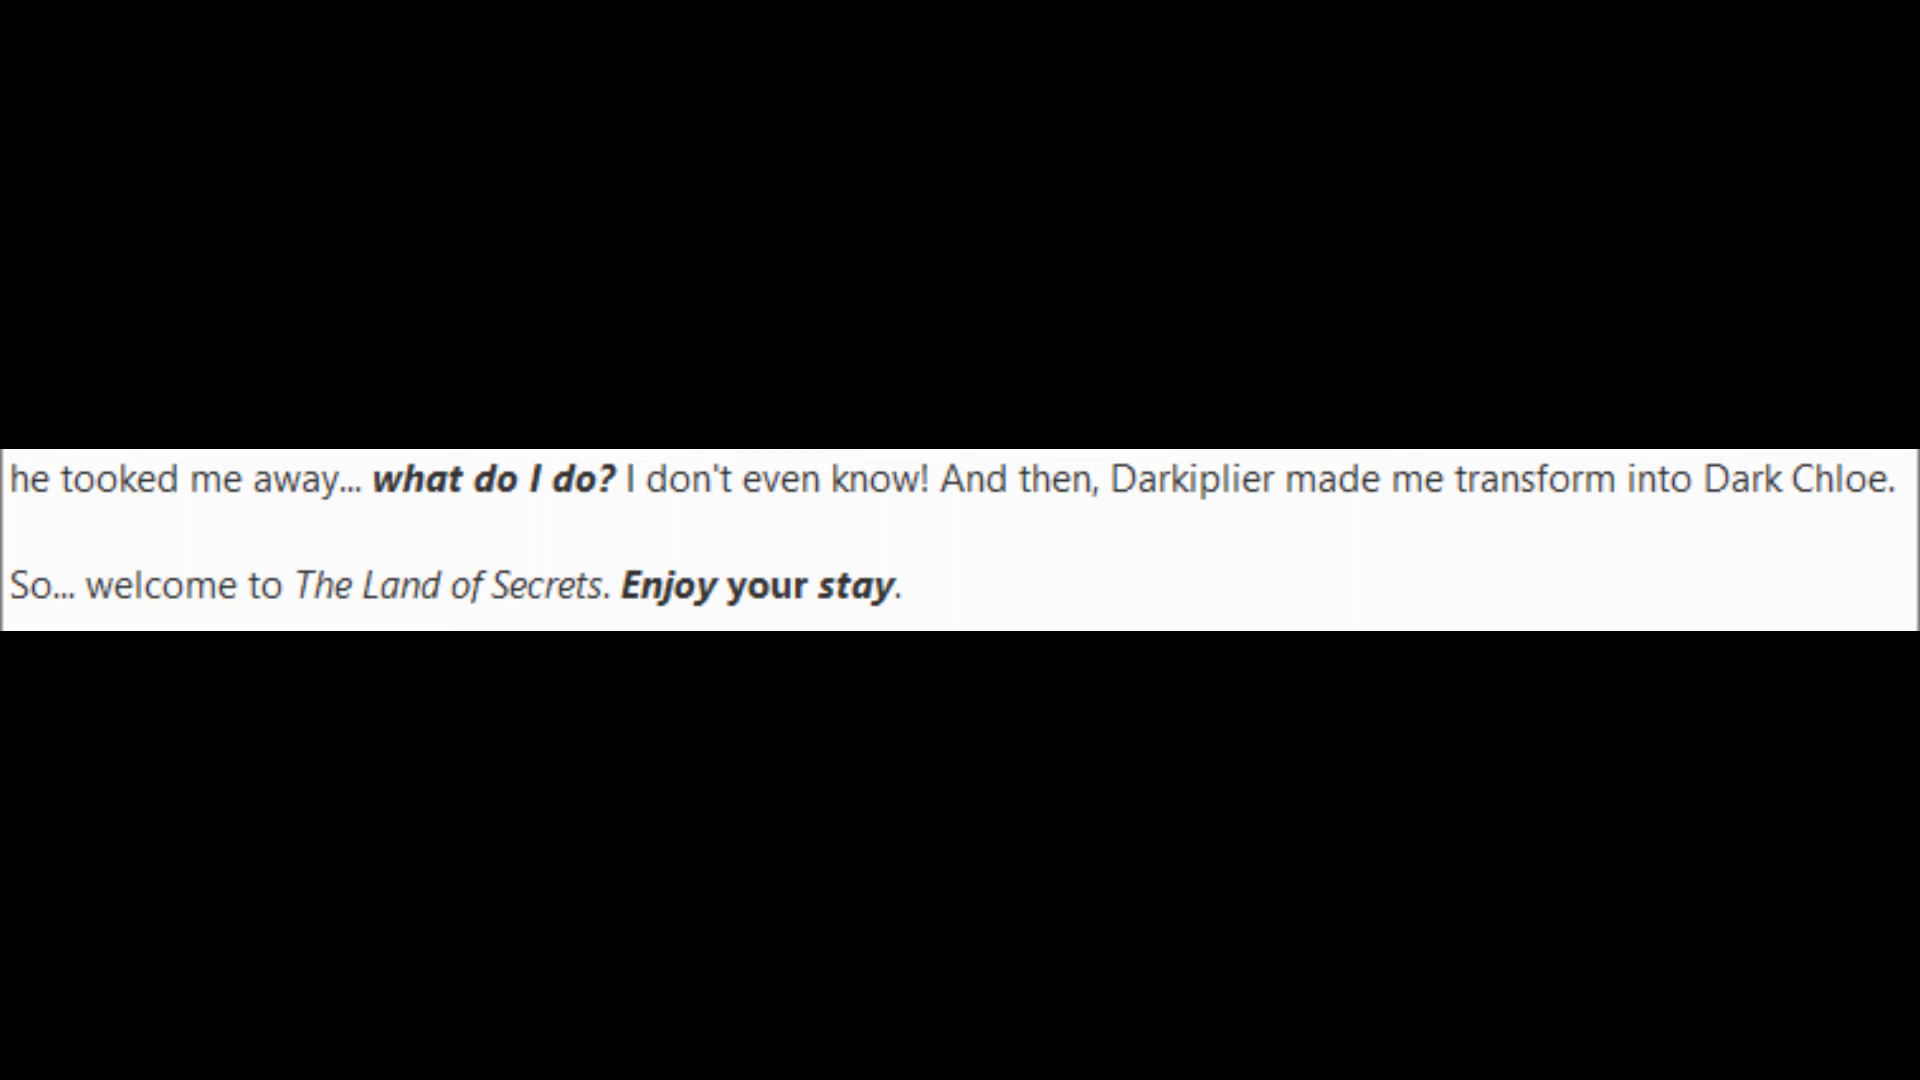 he tooked me away... what do I do? I don't even know! And then, Darkiplier made me transform into Dark Chloe.
So... welcome to The Land of Secrets. Enjoy your stay.